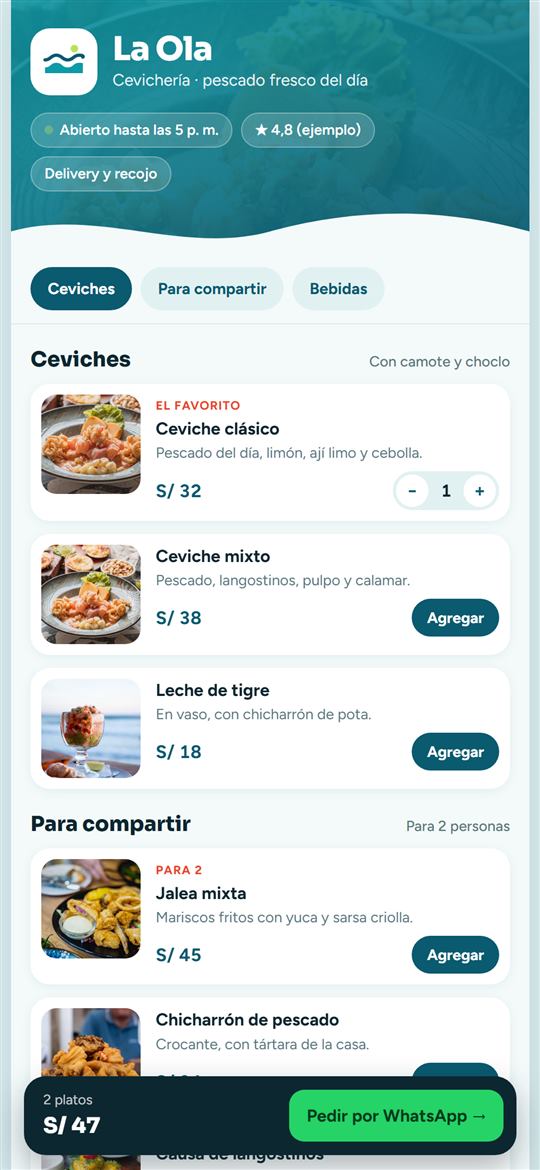 La Ola
Cevichería · pescado fresco del día
Abierto hasta las 5 p. m.
★ 4,8 (ejemplo)
Delivery y recojo
Ceviches
Para compartir
Bebidas
Ceviches
Con camote y choclo
EL FAVORITO
Ceviche clásico
Pescado del día, limón, ají limo y cebolla.
S/ 32
− 1 +
Ceviche mixto
Pescado, langostinos, pulpo y calamar.
S/ 38
Agregar
Leche de tigre
En vaso, con chicharrón de pota.
S/ 18
Agregar
Para compartir
Para 2 personas
PARA 2
Jalea mixta
Mariscos fritos con yuca y sarsa criolla.
S/ 45
Agregar
Chicharrón de pescado
Crocante, con tártara de la casa.
2 platos
S/ 47
Pedir por WhatsApp →
Causa de langostinos